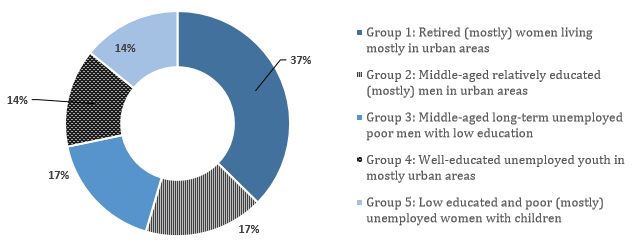 14%
37%
14%
17%
17%
Group 1: Retired (mostly) women living
mostly in urban areas
Group 2: Middle-aged relatively educated
(mostly) men in urban areas
Group 3: Middle-aged long-term unemployed
poor men with low education
Group 4: Well-educated unemployed youth in
mostly urban areas
Group 5: Low educated and poor (mostly)
unemployed women with children